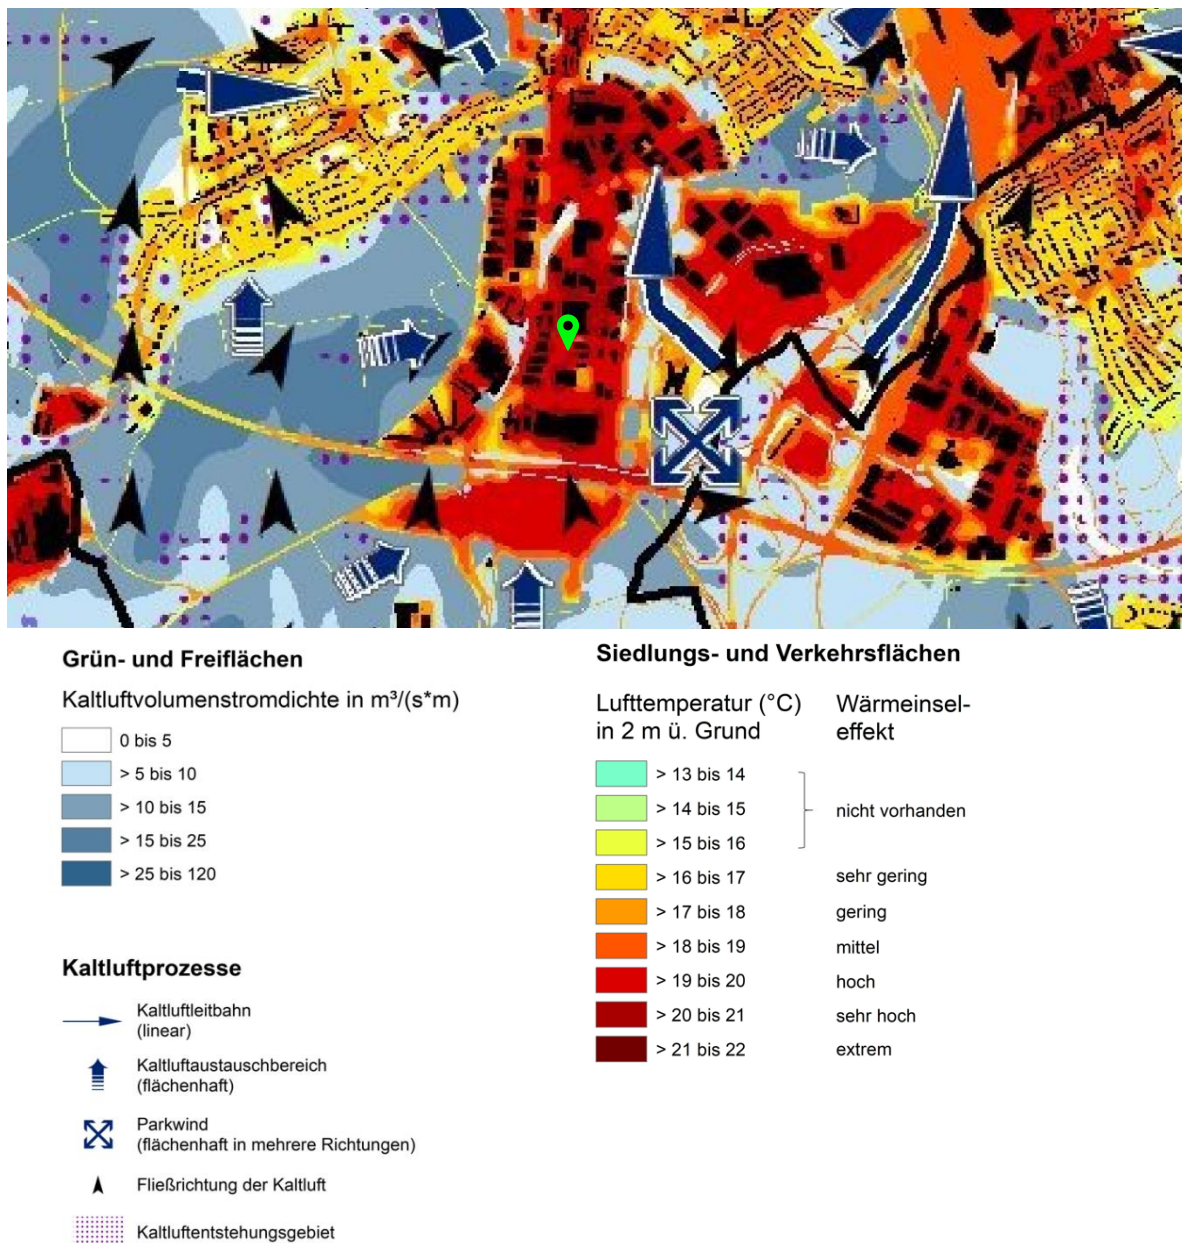 Grün- und Freiflächen
Kaltluftvolumenstromdichte in m³/(s*m)
0 bis 5
> 5 bis 10
> 10 bis 15
> 15 bis 25
> 25 bis 120
Kaltluftprozesse
Kaltluftleitbahn
(linear)
Kaltluftaustauschbereich
(flächenhaft)
Parkwind
(flächenhaft in mehrere Richtungen)
Fließrichtung der Kaltluft
Kaltluftentstehungsgebiet
Siedlungs- und Verkehrsflächen
Lufttemperatur (°C)
in 2 m ü. Grund
Wärmeinsel-
effekt
> 13 bis 14
> 14 bis 15
nicht vorhanden
> 15 bis 16
> 16 bis 17 sehr gering
> 17 bis 18 gering
> 18 bis 19 mittel
> 19 bis 20 hoch
> 20 bis 21 sehr hoch
> 21 bis 22 extrem